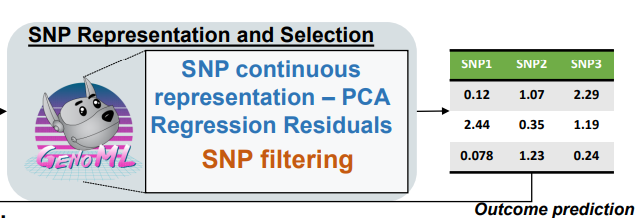 SNP Representation and Selection
SNP continuous
representation – PCA
Regression Residuals
SNP filtering
GENOML
SNP1 SNP2 SNP3
0.12 1.07 2.29
2.44 0.35 1.19
0.078 1.23 0.24
Outcome prediction